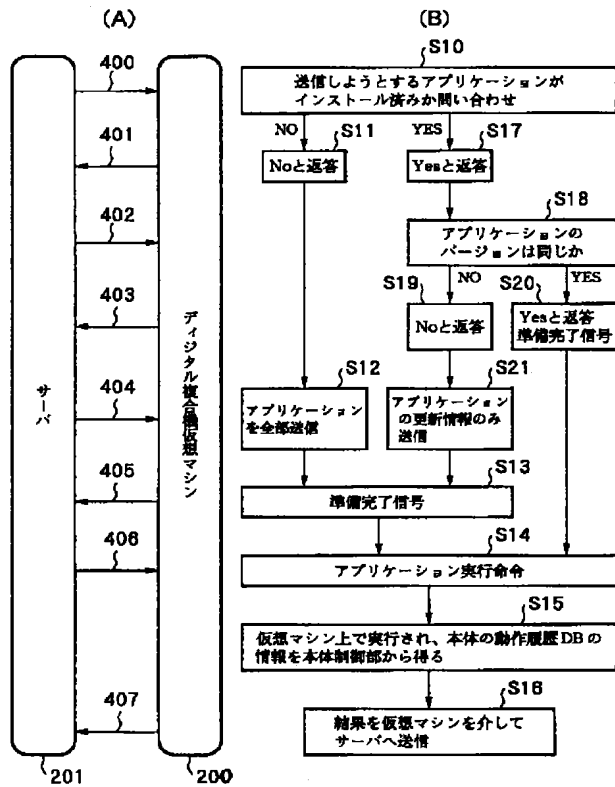 (A)
400
401
402
403
404
405
406
407
サーバ
ディジタル複合機仮想マシン
201
200
(B)
S10
送信しようとするアプリケーションが
インストール済みか問い合わせ
NO
S11
YES
S17
Noと返答
Yesと返答
S18
アプリケーションの
バージョンは同じか
S19
NO
S20
YES
Noと返答
Yesと返答
準備完了信号
S12
S21
アプリケーション
を全部送信
アプリケーション
の更新情報のみ
送信
S13
準備完了信号
S14
アプリケーション実行命令
S15
仮想マシン上で実行され、本体の動作履歴DBの
情報を本体制御部から得る
S16
結果を仮想マシンを介して
サーバへ送信